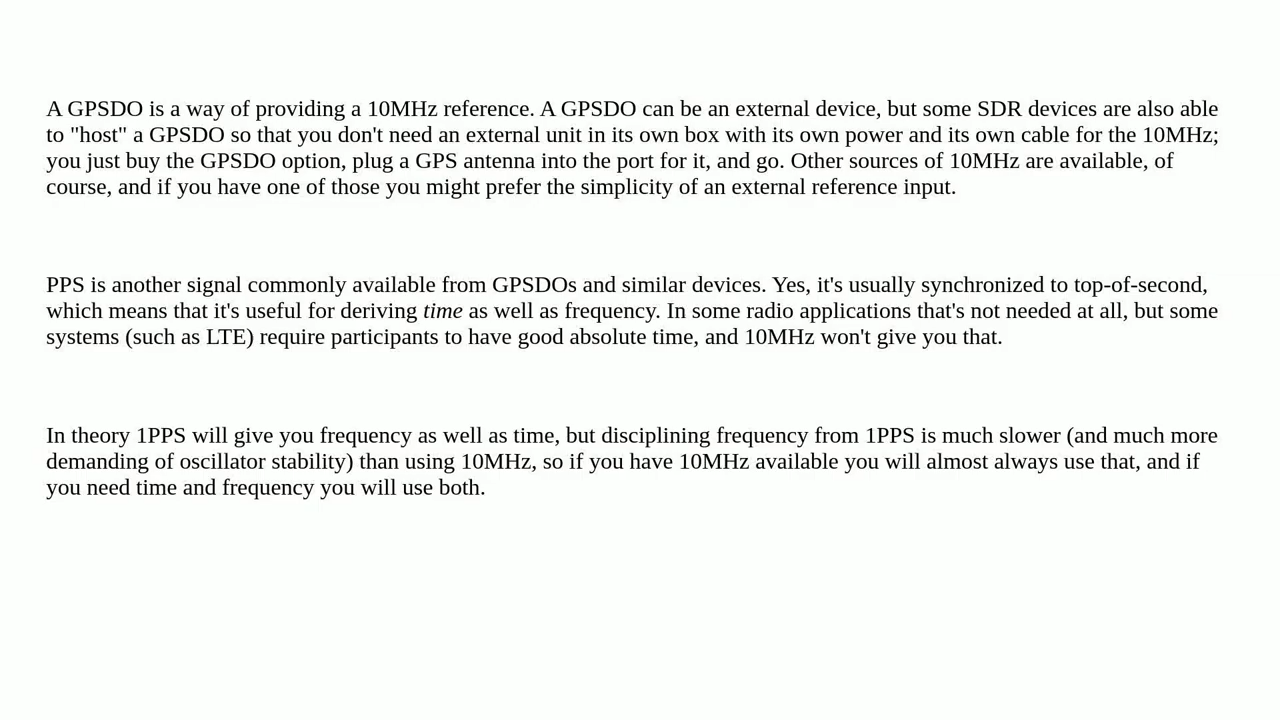 A GPSDO is a way of providing a 10MHz reference. A GPSDO can be an external device, but some SDR devices are also able
to "host" a GPSDO so that you don't need an external unit in its own box with its own power and its own cable for the 10MHz;
you just buy the GPSDO option, plug a GPS antenna into the port for it, and go. Other sources of 10MHz are available, of
course, and if you have one of those you might prefer the simplicity of an external reference input.
PPS is another signal commonly available from GPSDOs and similar devices. Yes, it's usually synchronized to top-of-second,
which means that it's useful for deriving time as well as frequency. In some radio applications that's not needed at all, but some
systems (such as LTE) require participants to have good absolute time, and 10MHz won't give you that.
In theory 1PPS will give you frequency as well as time, but disciplining frequency from 1PPS is much slower (and much more
demanding of oscillator stability) than using 10MHz, so if you have 10MHz available you will almost always use that, and if
you need time and frequency you will use both.